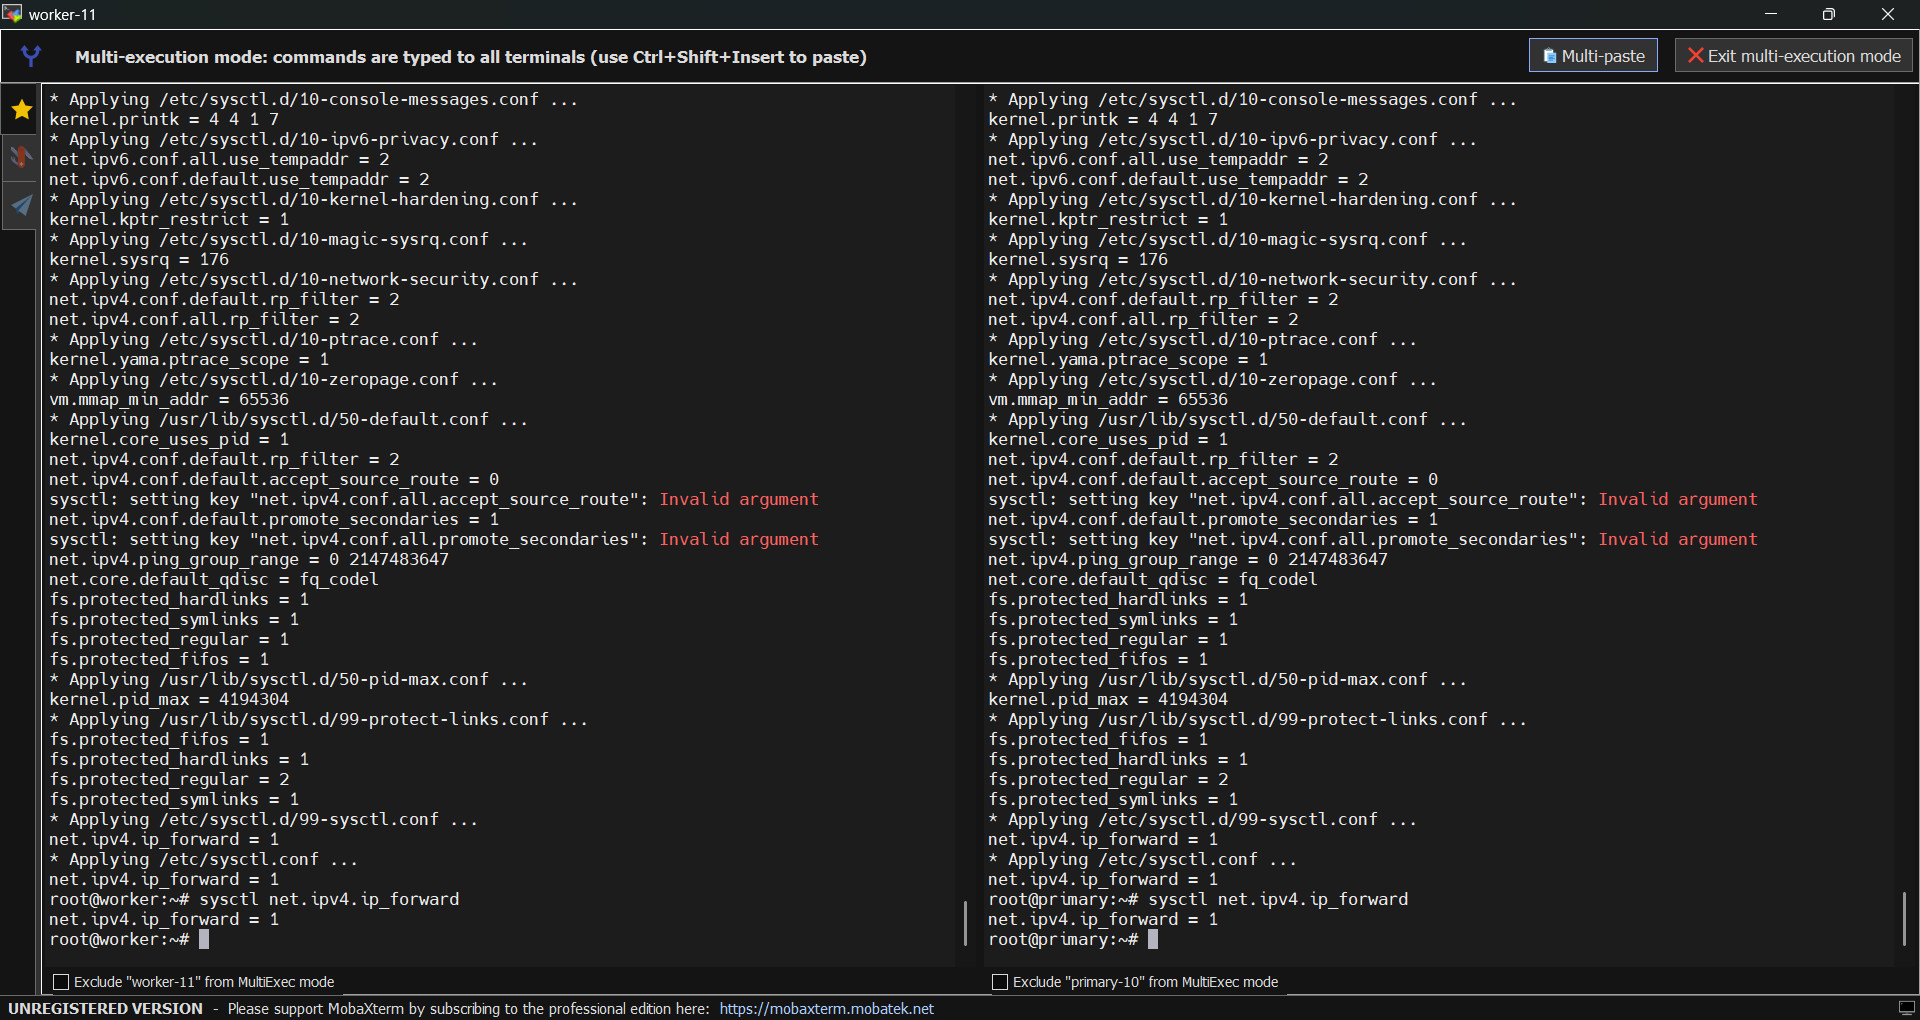 worker-11
Multi-execution mode: commands are typed to all terminals (use Ctrl+Shift+Insert to paste)
Multi-paste
Exit multi-execution mode
* Applying /etc/sysctl.d/10-console-messages.conf ...
kernel.printk = 4 4 1 7
* Applying /etc/sysctl.d/10-ipv6-privacy.conf ...
net.ipv6.conf.all.use_tempaddr = 2
net.ipv6.conf.default.use_tempaddr = 2
* Applying /etc/sysctl.d/10-kernel-hardening.conf ...
kernel.kptr_restrict = 1
* Applying /etc/sysctl.d/10-magic-sysrq.conf ...
kernel.sysrq = 176
* Applying /etc/sysctl.d/10-network-security.conf ...
net.ipv4.conf.default.rp_filter = 2
net.ipv4.conf.all.rp_filter = 2
* Applying /etc/sysctl.d/10-ptrace.conf ...
kernel.yama.ptrace_scope = 1
* Applying /etc/sysctl.d/10-zeropage.conf ...
vm.mmap_min_addr = 65536
* Applying /usr/lib/sysctl.d/50-default.conf ...
kernel.core_uses_pid = 1
net.ipv4.conf.default.rp_filter = 2
net.ipv4.conf.default.accept_source_route = 0
sysctl: setting key "net.ipv4.conf.all.accept_source_route": Invalid argument
net.ipv4.conf.default.promote_secondaries = 1
sysctl: setting key "net.ipv4.conf.all.promote_secondaries": Invalid argument
net.ipv4.ping_group_range = 0 2147483647
net.core.default_qdisc = fq_codel
fs.protected_hardlinks = 1
fs.protected_symlinks = 1
fs.protected_regular = 1
fs.protected_fifos = 1
* Applying /usr/lib/sysctl.d/50-pid-max.conf ...
kernel.pid_max = 4194304
* Applying /usr/lib/sysctl.d/99-protect-links.conf ...
fs.protected_fifos = 1
fs.protected_hardlinks = 1
fs.protected_regular = 2
fs.protected_symlinks = 1
* Applying /etc/sysctl.d/99-sysctl.conf ...
net.ipv4.ip_forward = 1
* Applying /etc/sysctl.conf ...
net.ipv4.ip_forward = 1
root@worker:~# sysctl net.ipv4.ip_forward
net.ipv4.ip_forward = 1
root@worker:~#
Exclude "worker-11" from MultiExec mode
* Applying /etc/sysctl.d/10-console-messages.conf ...
kernel.printk = 4 4 1 7
* Applying /etc/sysctl.d/10-ipv6-privacy.conf ...
net.ipv6.conf.all.use_tempaddr = 2
net.ipv6.conf.default.use_tempaddr = 2
* Applying /etc/sysctl.d/10-kernel-hardening.conf ...
kernel.kptr_restrict = 1
* Applying /etc/sysctl.d/10-magic-sysrq.conf ...
kernel.sysrq = 176
* Applying /etc/sysctl.d/10-network-security.conf ...
net.ipv4.conf.default.rp_filter = 2
net.ipv4.conf.all.rp_filter = 2
* Applying /etc/sysctl.d/10-ptrace.conf ...
kernel.yama.ptrace_scope = 1
* Applying /etc/sysctl.d/10-zeropage.conf ...
vm.mmap_min_addr = 65536
* Applying /usr/lib/sysctl.d/50-default.conf ...
kernel.core_uses_pid = 1
net.ipv4.conf.default.rp_filter = 2
net.ipv4.conf.default.accept_source_route = 0
sysctl: setting key "net.ipv4.conf.all.accept_source_route": Invalid argument
net.ipv4.conf.default.promote_secondaries = 1
sysctl: setting key "net.ipv4.conf.all.promote_secondaries": Invalid argument
net.ipv4.ping_group_range = 0 2147483647
net.core.default_qdisc = fq_codel
fs.protected_hardlinks = 1
fs.protected_symlinks = 1
fs.protected_regular = 1
fs.protected_fifos = 1
* Applying /usr/lib/sysctl.d/50-pid-max.conf ...
kernel.pid_max = 4194304
* Applying /usr/lib/sysctl.d/99-protect-links.conf ...
fs.protected_fifos = 1
fs.protected_hardlinks = 1
fs.protected_regular = 2
fs.protected_symlinks = 1
* Applying /etc/sysctl.d/99-sysctl.conf ...
net.ipv4.ip_forward = 1
* Applying /etc/sysctl.conf ...
net.ipv4.ip_forward = 1
root@primary:~# sysctl net.ipv4.ip_forward
net.ipv4.ip_forward = 1
root@primary:~#
Exclude "primary-10" from MultiExec mode
UNREGISTERED VERSION - Please support MobaXterm by subscribing to the professional edition here: https://mobaxterm.mobatek.net